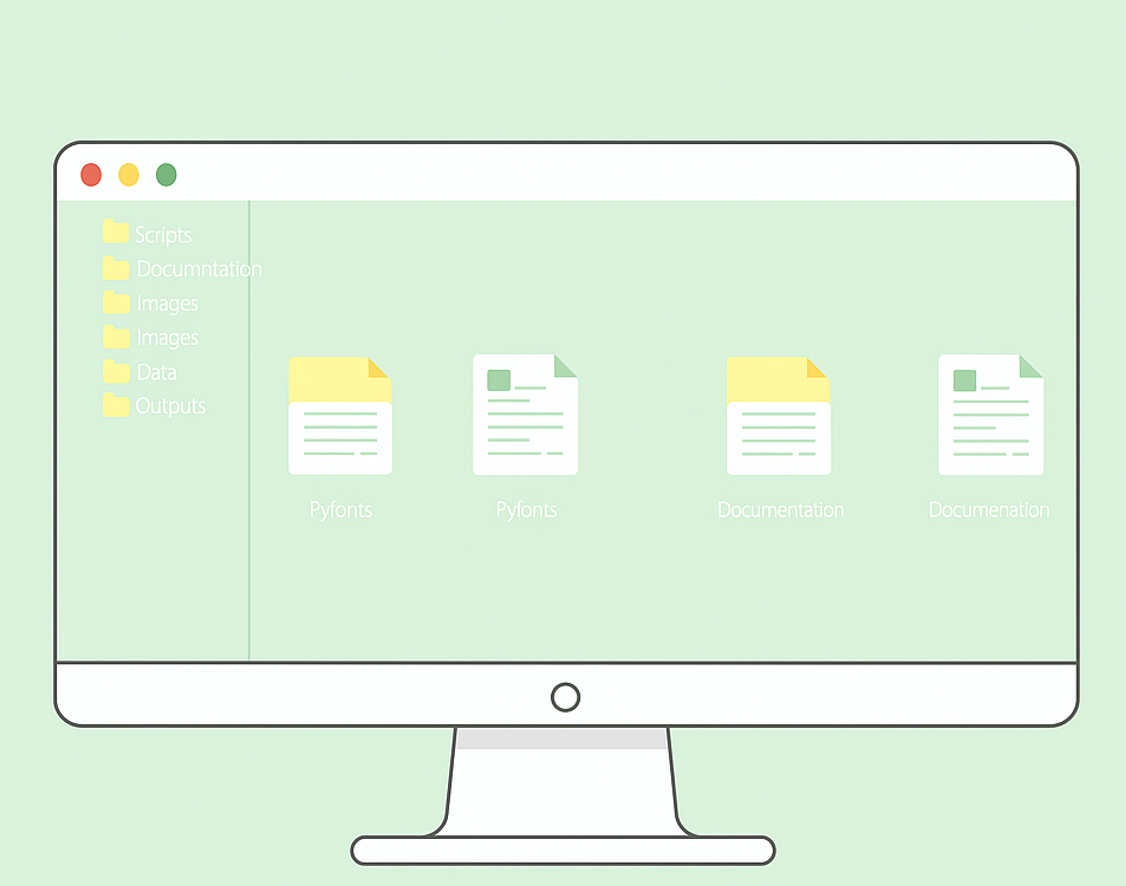 Scripts
Documntation
Images
Images
Data
Outputs
Pyfonts
Pyfonts
Documentation
Documenation